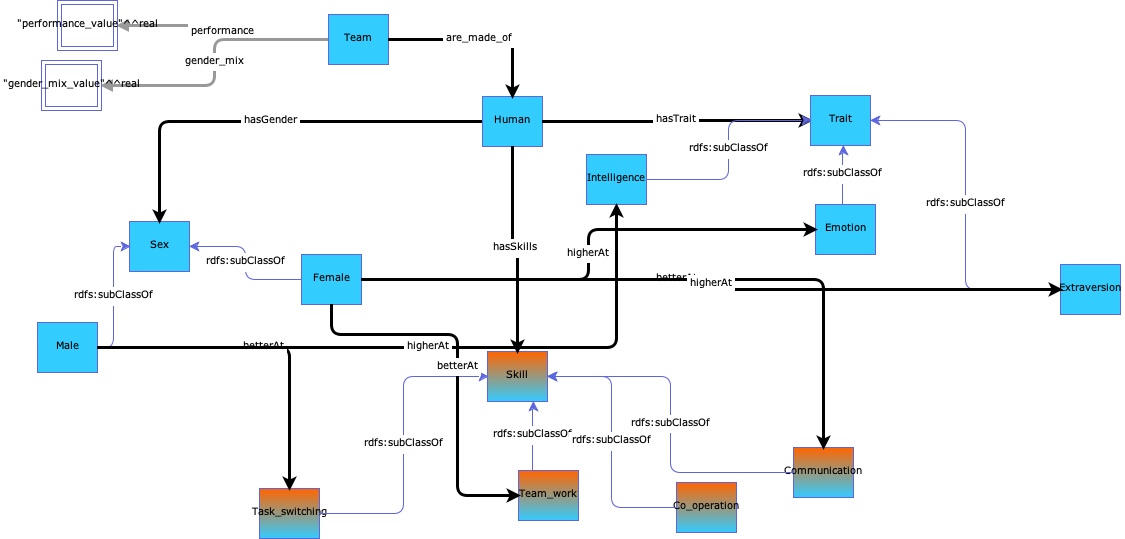 "performance_value"^^real
performance
Team
are_made_of
gender_mix
"gender_mix_value"^^real
hasGender
Human
hasTrait
Trait
rdfs:subClassOf
Intelligence
rdfs:subClassOf
rdfs:subClassOf
Emotion
Sex
hasSkills
higherAt
rdfs:subClassOf
Female
betterAt
higherAt
Extraversion
rdfs:subClassOf
Male
betterAt
higherAt
betterAt
Skill
rdfs:subClassOf
rdfs:subClassOf
rdfs:subClassOf
rdfs:subClassOf
Communication
Team_work
Co_operation
Task_switching